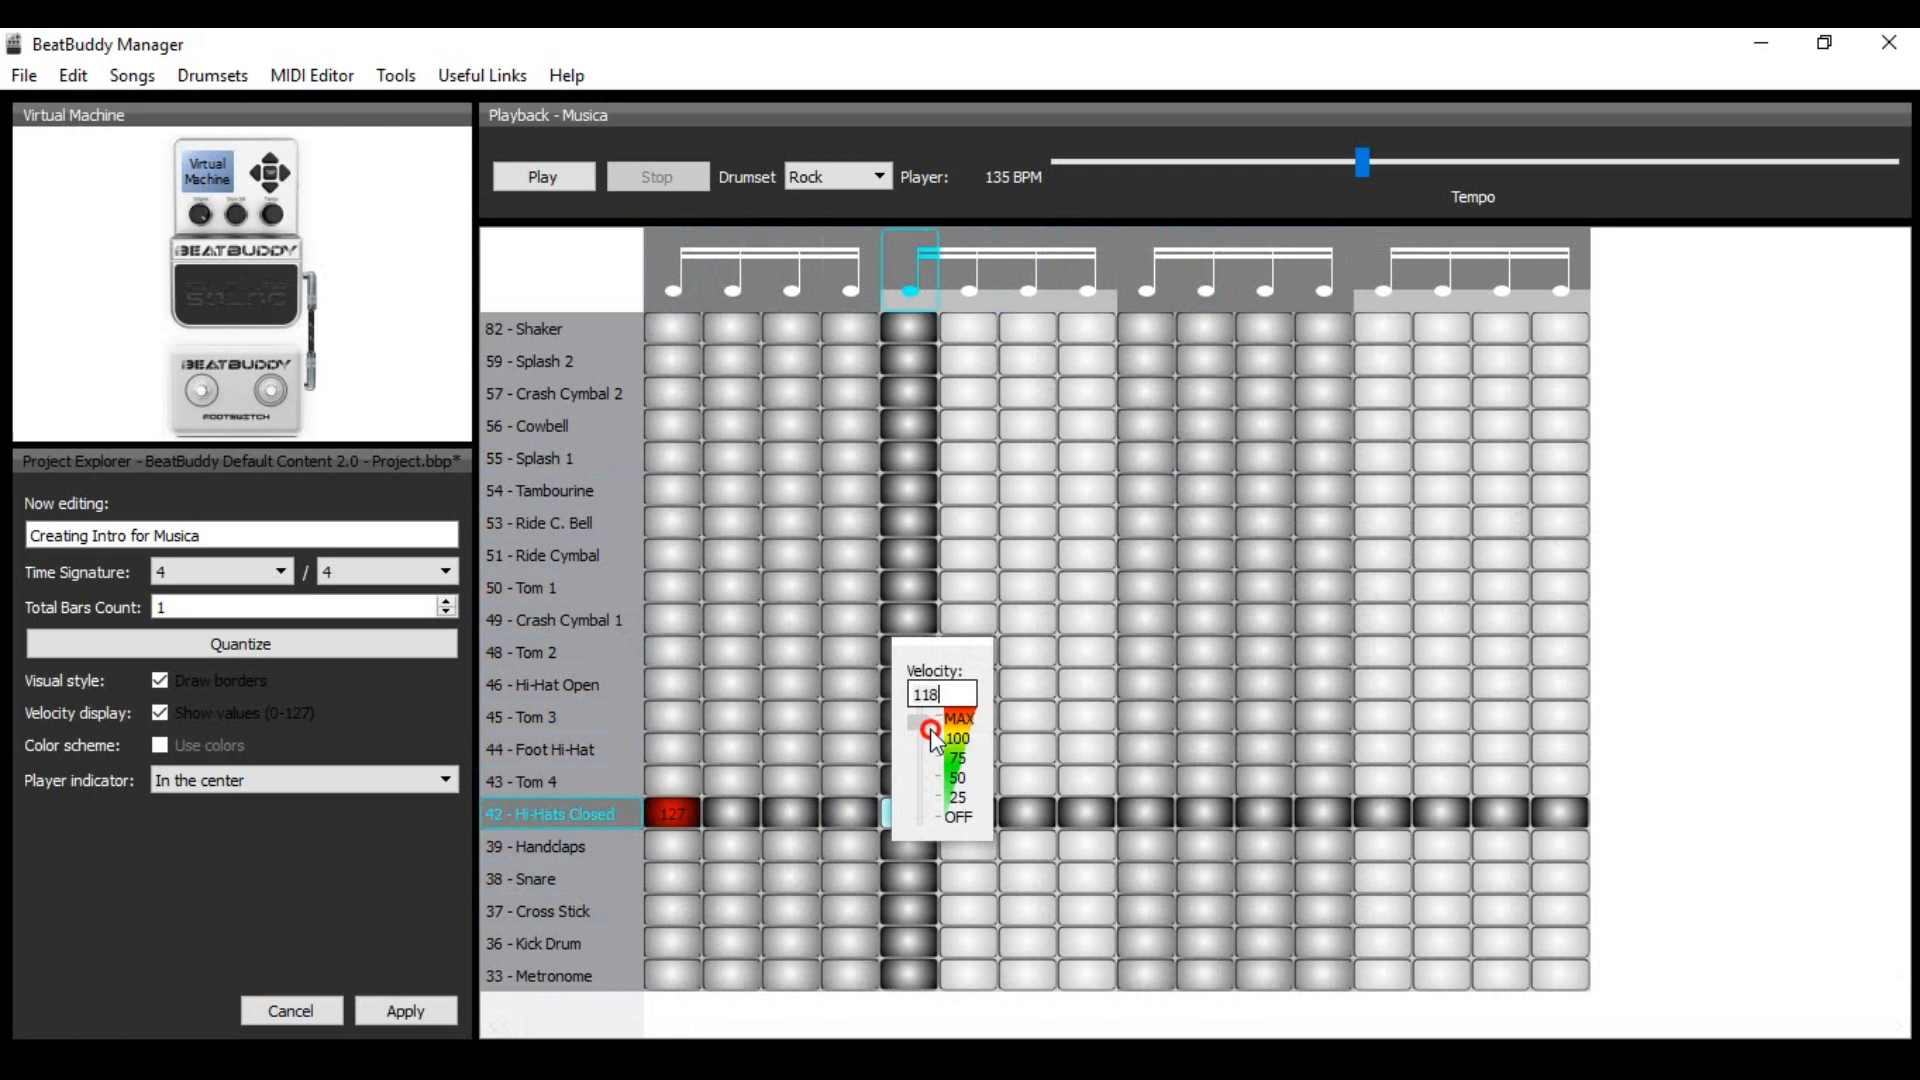 BeatBuddy Manager
File Edit Songs Drumsets MIDI Editor Tools Useful Links Help
Virtual Machine
Virtual
Machine
BEATBUDDY
BEATBUDDY
FOOTSWITCH
Playback - Musica
Play Stop Drumset Rock Player: 135 BPM
Tempo
Project Explorer - BeatBuddy Default Content 2.0 - Project.bbp*
Now editing:
Creating Intro for Musica
Time Signature: 4 / 4
Total Bars Count: 1
Quantize
Visual style: Draw borders
Velocity display: Show values (0-127)
Color scheme: Use colors
Player indicator: In the center
Cancel Apply
82 - Shaker
59 - Splash 2
57 - Crash Cymbal 2
56 - Cowbell
55 - Splash 1
54 - Tambourine
53 - Ride C. Bell
51 - Ride Cymbal
50 - Tom 1
49 - Crash Cymbal 1
48 - Tom 2
46 - Hi-Hat Open
45 - Tom 3
44 - Foot Hi-Hat
43 - Tom 4
42 - Hi-Hats Closed 127
39 - Handclaps
38 - Snare
37 - Cross Stick
36 - Kick Drum
33 - Metronome
Velocity:
118
MAX
100
75
50
25
OFF